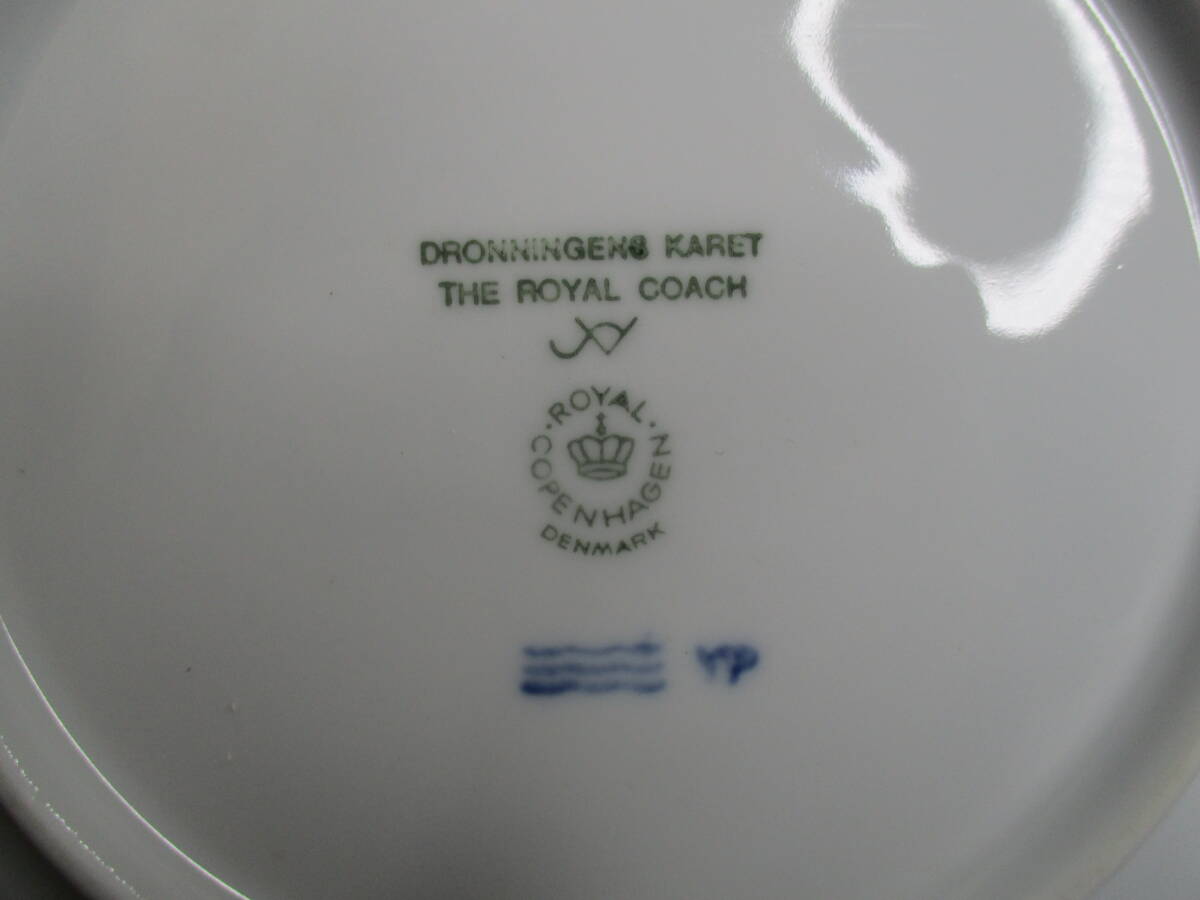 DRONNINGENS KARET
THE ROYAL COACH
ROYAL
COPENHAGEN
DENMARK